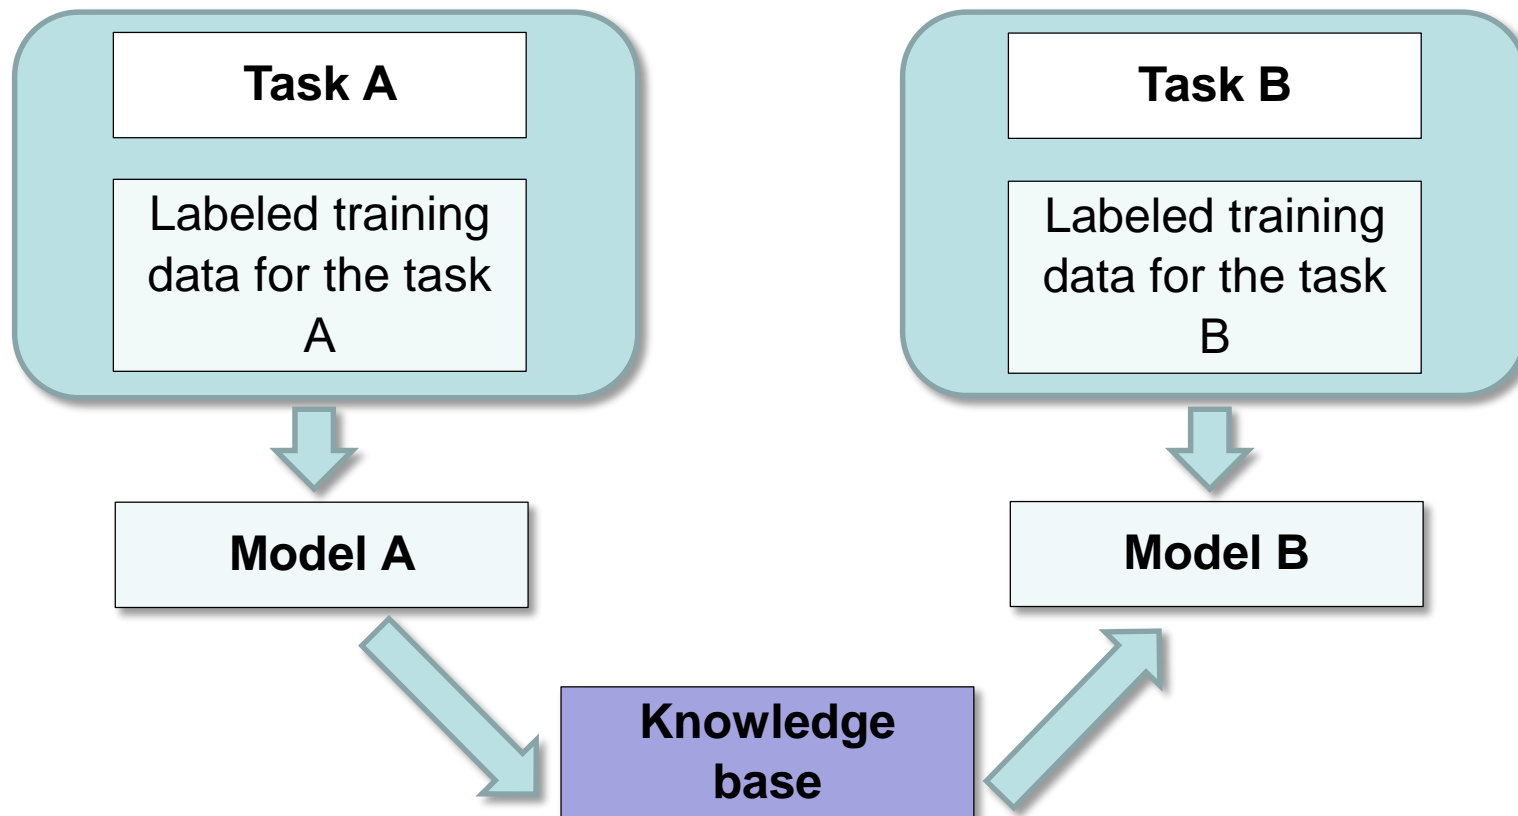 Task A
Labeled training
data for the task
A
Model A
Task B
Labeled training
data for the task
B
Model B
Knowledge
base